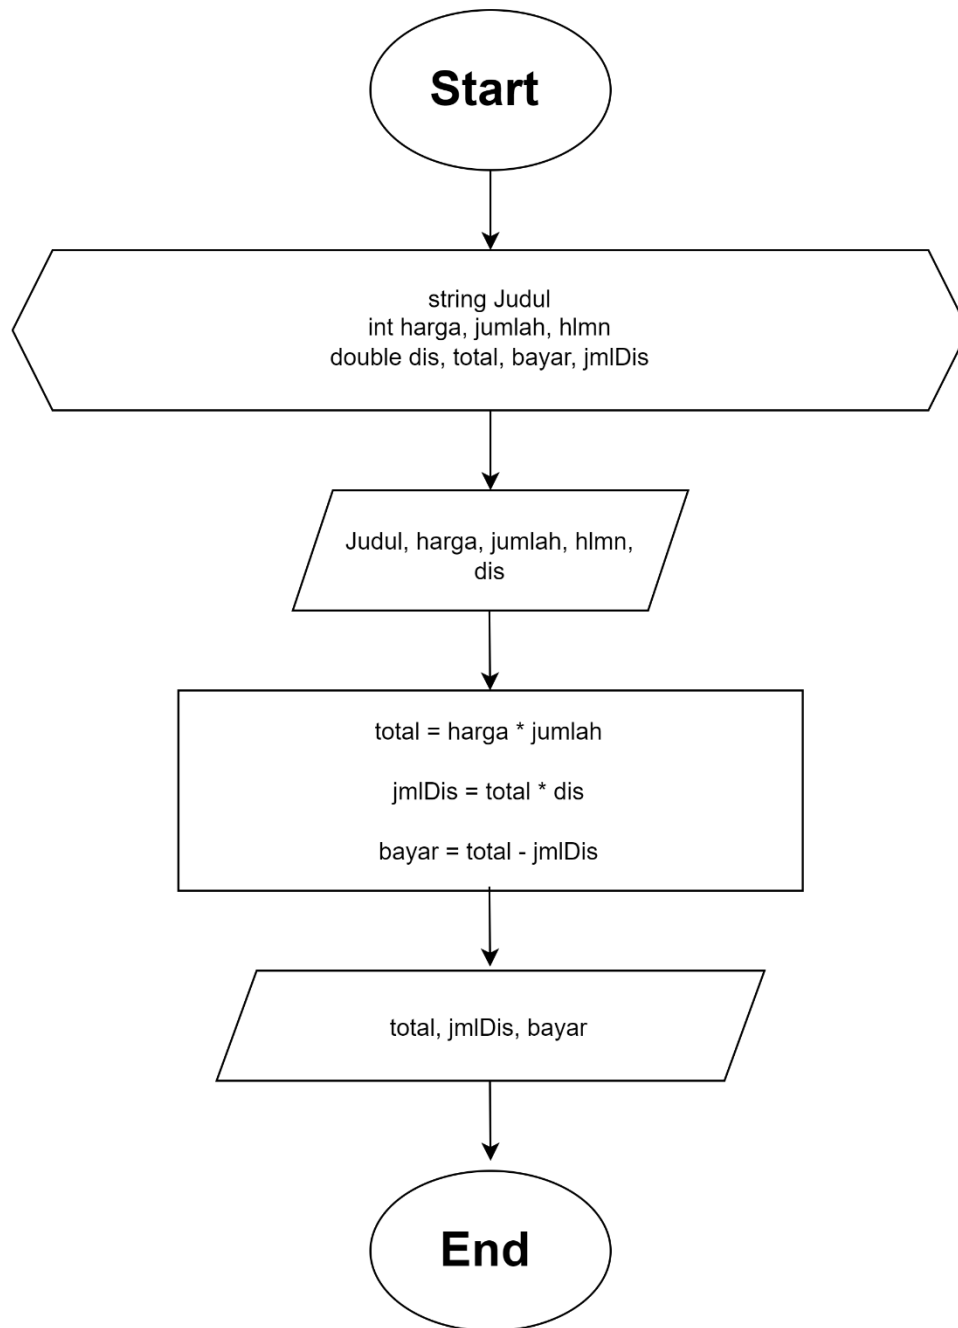 Start
string Judul
int harga, jumlah, hlmn
double dis, total, bayar, jmlDis
Judul, harga, jumlah, hlmn,
dis
total = harga * jumlah
jmlDis = total * dis
bayar = total - jmlDis
total, jmlDis, bayar
End